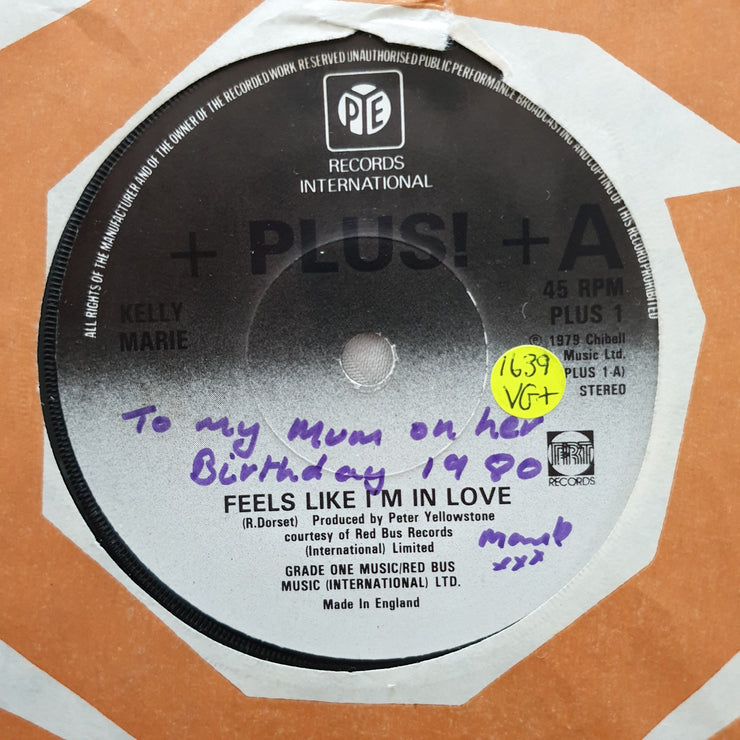 ALL RIGHTS OF THE MANUFACTURER AND OF THE OWNER OF THE RECORDED WORK RESERVED UNAUTHORISED PUBLIC PERFORMANCE BROADCASTING AND COPYING OF THIS RECORD PROHIBITED
PYE
RECORDS
INTERNATIONAL
+ PLUS! + A
KELLY
MARIE
45 RPM
PLUS 1
℗ 1979 Chibell
Music Ltd.
PLUS 1-A)
STEREO
1639
VG+
To my mum on her
Birthday 1980
RECORDS
FEELS LIKE I'M IN LOVE
(R.Dorset) Produced by Peter Yellowstone
courtesy of Red Bus Records
(International) Limited
xxx
GRADE ONE MUSIC/RED BUS
MUSIC (INTERNATIONAL) LTD.
Made In England